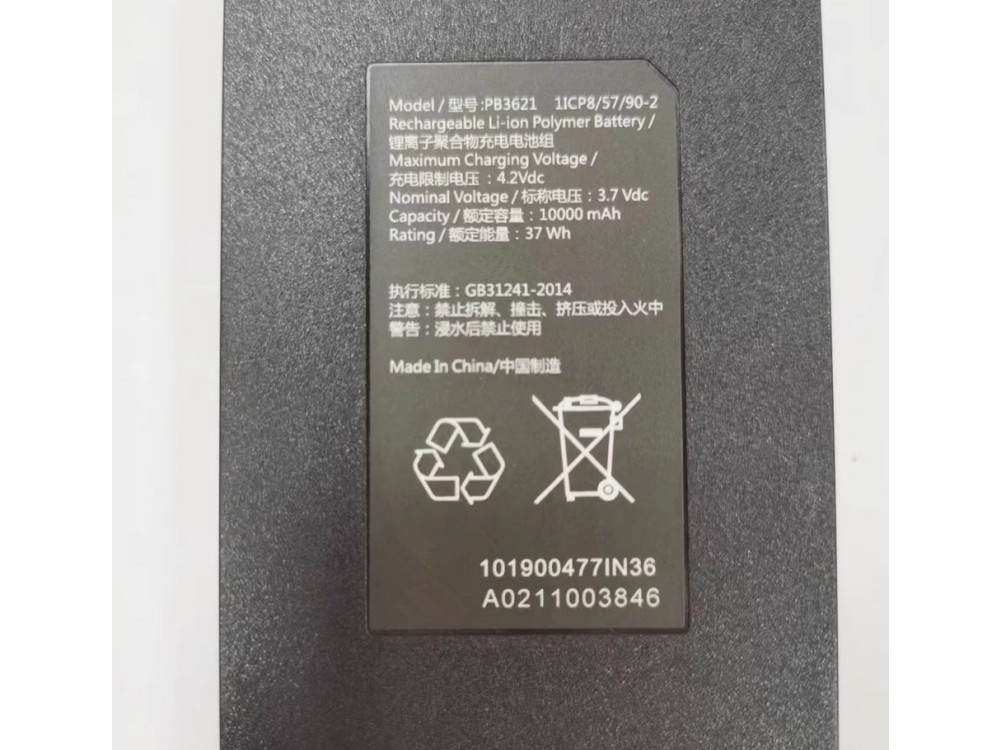 Model / 型号:PB3621 1ICP8/57/90-2
Rechargeable Li-ion Polymer Battery /
锂离子聚合物充电电池组
Maximum Charging Voltage /
充电限制电压 : 4.2Vdc
Nominal Voltage / 标称电压 : 3.7 Vdc
Capacity / 额定容量 : 10000 mAh
Rating / 额定能量 : 37 Wh
执行标准 : GB31241-2014
注意 : 禁止拆解、撞击、挤压或投入火中
警告 : 浸水后禁止使用
Made In China/中国制造
101900477IN36
A0211003846